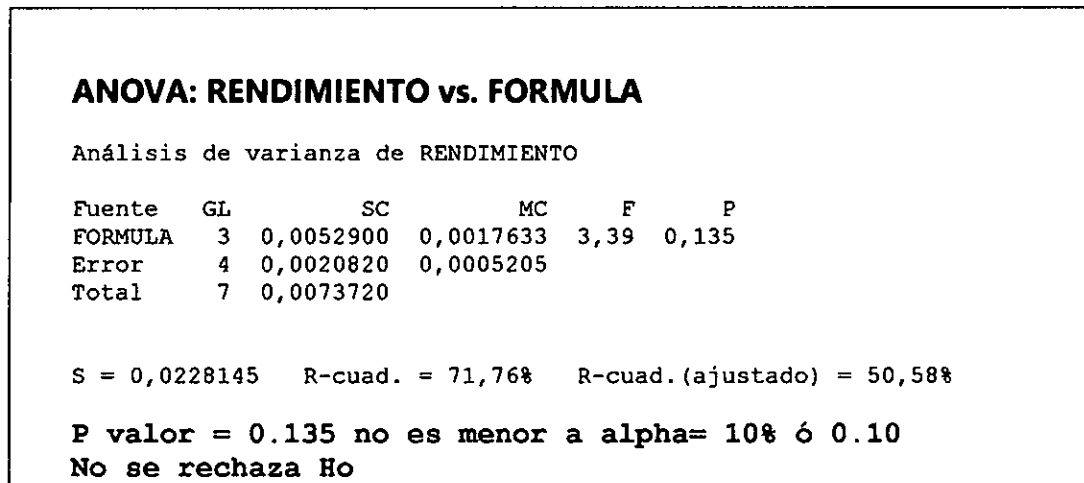 ANOVA: RENDIMIENTO vs. FORMULA
Análisis de varianza de RENDIMIENTO
Fuente GL SC MC F P
FORMULA 3 0,0052900 0,0017633 3,39 0,135
Error 4 0,0020820 0,0005205
Total 7 0,0073720
S = 0,0228145 R-cuad. = 71,76% R-cuad.(ajustado) = 50,58%
P valor = 0.135 no es menor a alpha= 10% ó 0.10
No se rechaza Ho